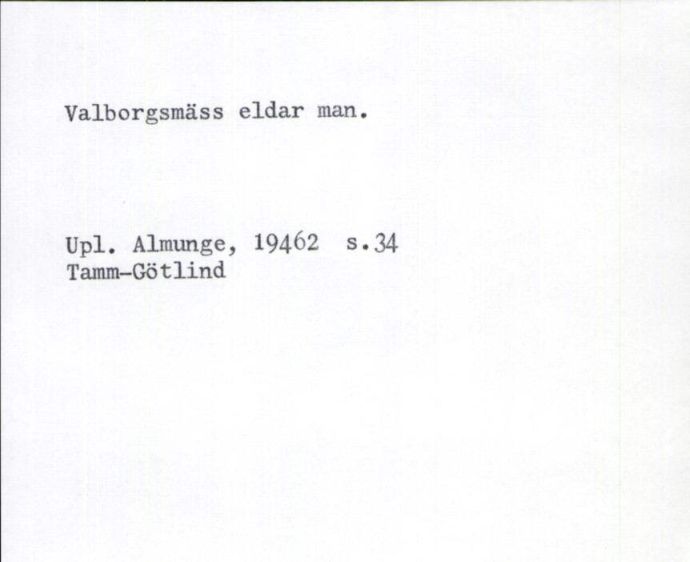 Valborgsmäss eldar man.
Upl. Almunge, 19462 s.34
Tamm-Götlind